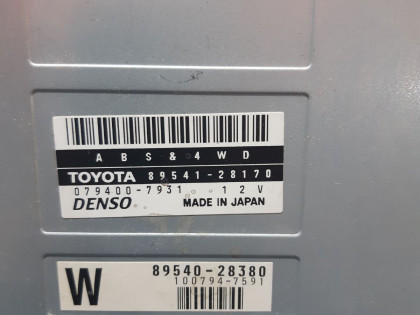 ABS&4WD
TOYOTA 89541-28170
079400-7931 12V
DENSO MADE IN JAPAN
W 89540-28380
100794-7591